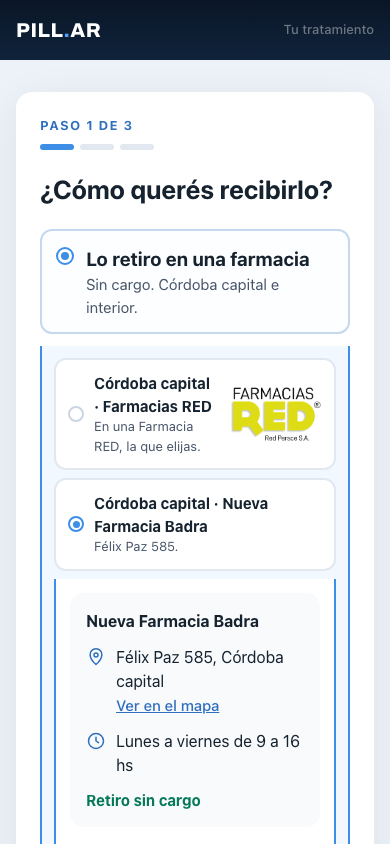 PILL.AR
Tu tratamiento
PASO 1 DE 3
¿Cómo querés recibirlo?
Lo retiro en una farmacia
Sin cargo. Córdoba capital e
interior.
Córdoba capital
· Farmacias RED
En una Farmacia
RED, la que elijas.
FARMACIAS
RED®
Red Persce S.A.
Córdoba capital · Nueva
Farmacia Badra
Félix Paz 585.
Nueva Farmacia Badra
Félix Paz 585, Córdoba
capital
Ver en el mapa
Lunes a viernes de 9 a 16
hs
Retiro sin cargo